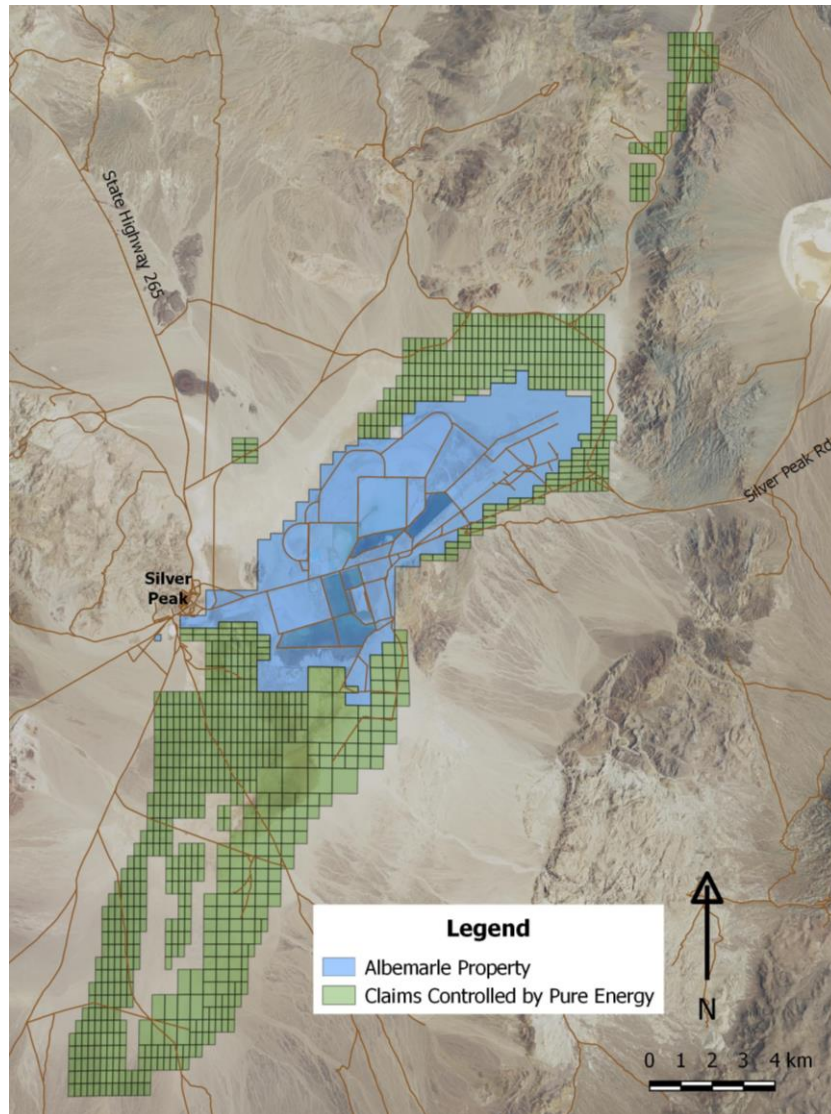 State Highway 265
Silver Peak Rd
Silver
Peak
Legend
Albemarle Property
Claims Controlled by Pure Energy
N
0 1 2 3 4 km